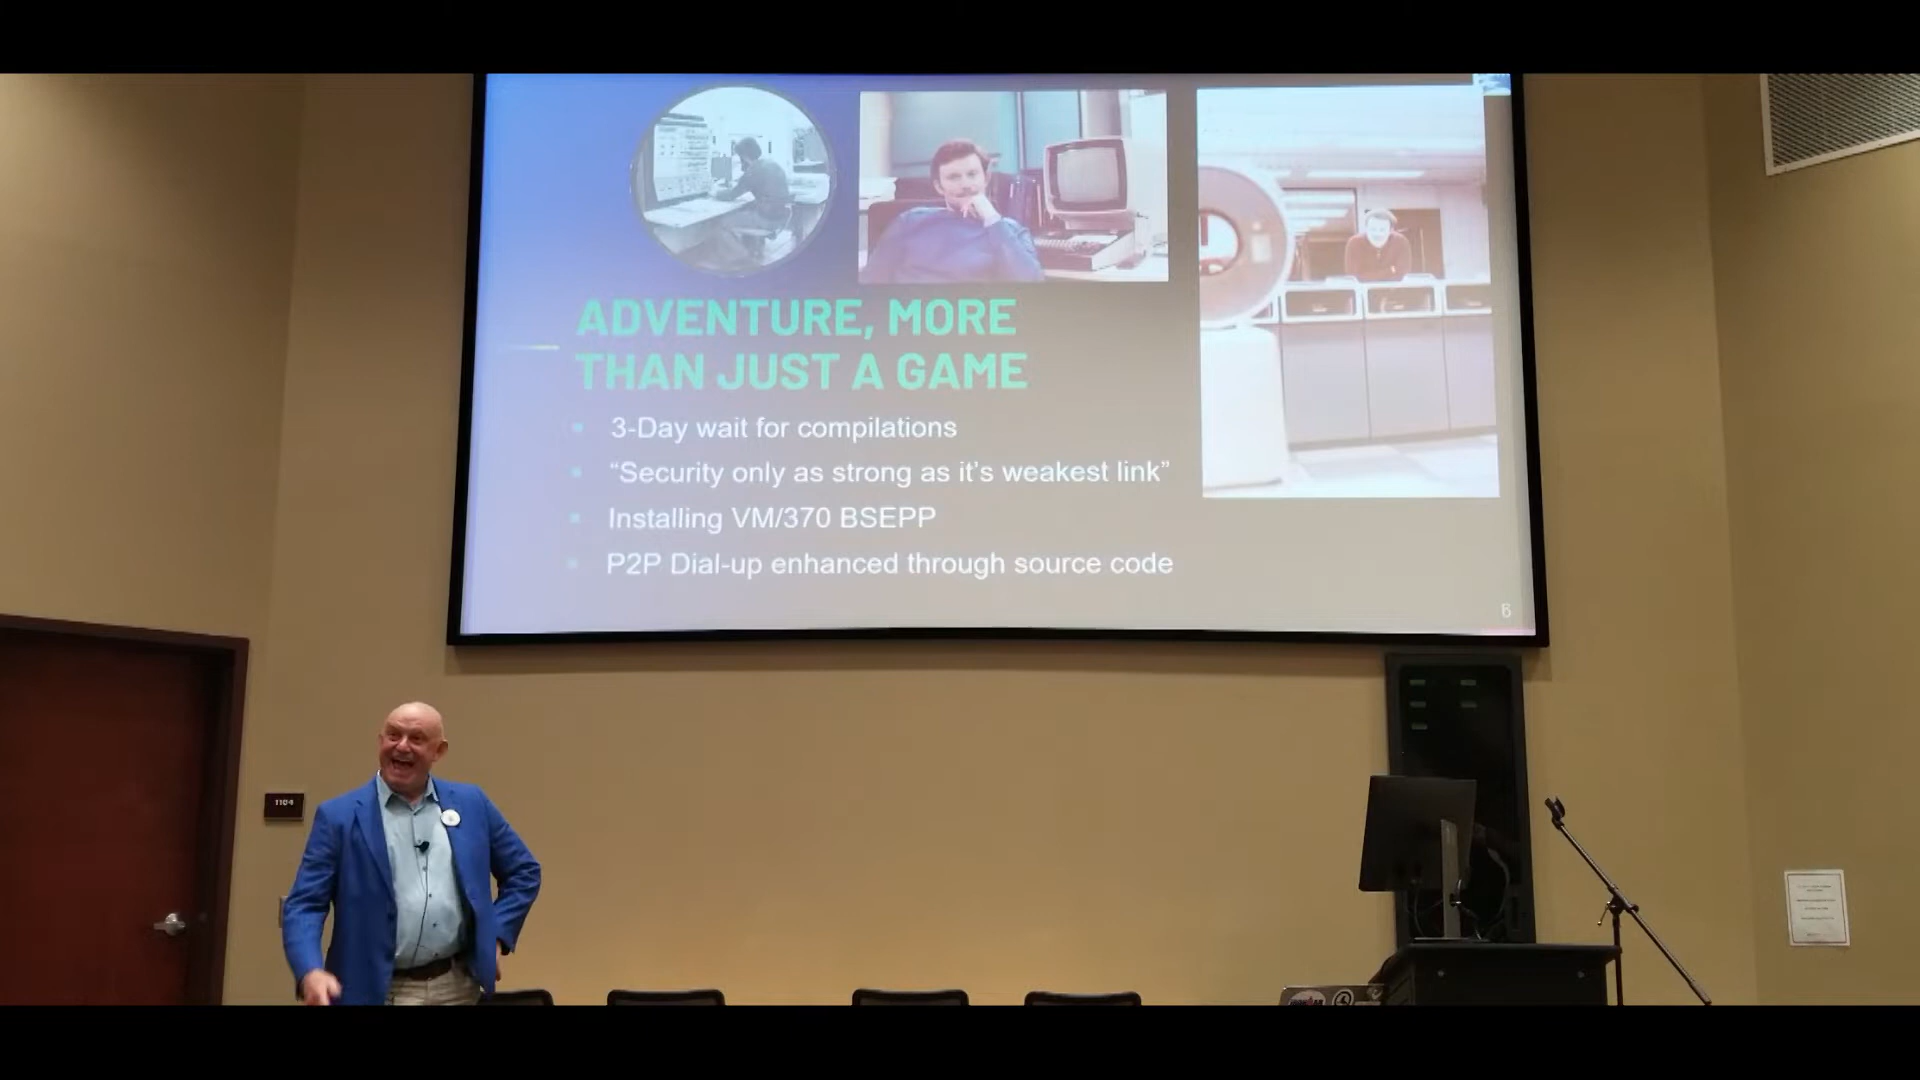 ADVENTURE, MORE
THAN JUST A GAME
3-Day wait for compilations
“Security only as strong as it’s weakest link”
Installing VM/370 BSEPP
P2P Dial-up enhanced through source code
6
1104